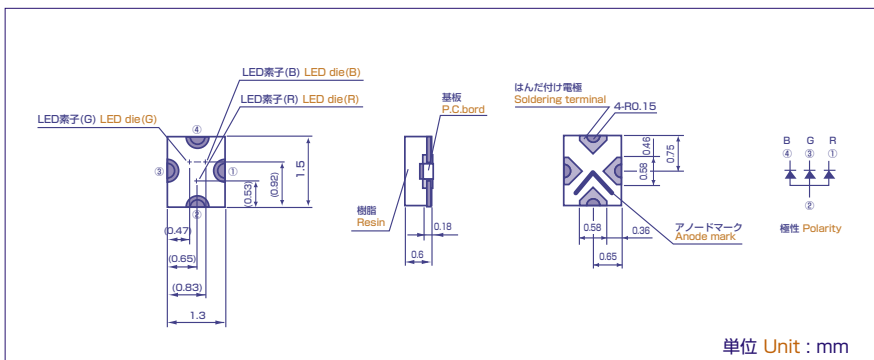 LED素子(B) LED die(B)
LED素子(R) LED die(R)
LED素子(G) LED die(G)
④
③
①
②
1.5
(0.92)
(0.53)
(0.47)
(0.65)
(0.83)
1.3
基板
P.C.bord
樹脂
Resin
0.18
0.6
はんだ付け電極
Soldering terminal
4-R0.15
0.46
0.75
0.58
0.58
0.36
0.65
アノードマーク
Anode mark
B G R
④ ③ ①
②
極性 Polarity
単位 Unit : mm